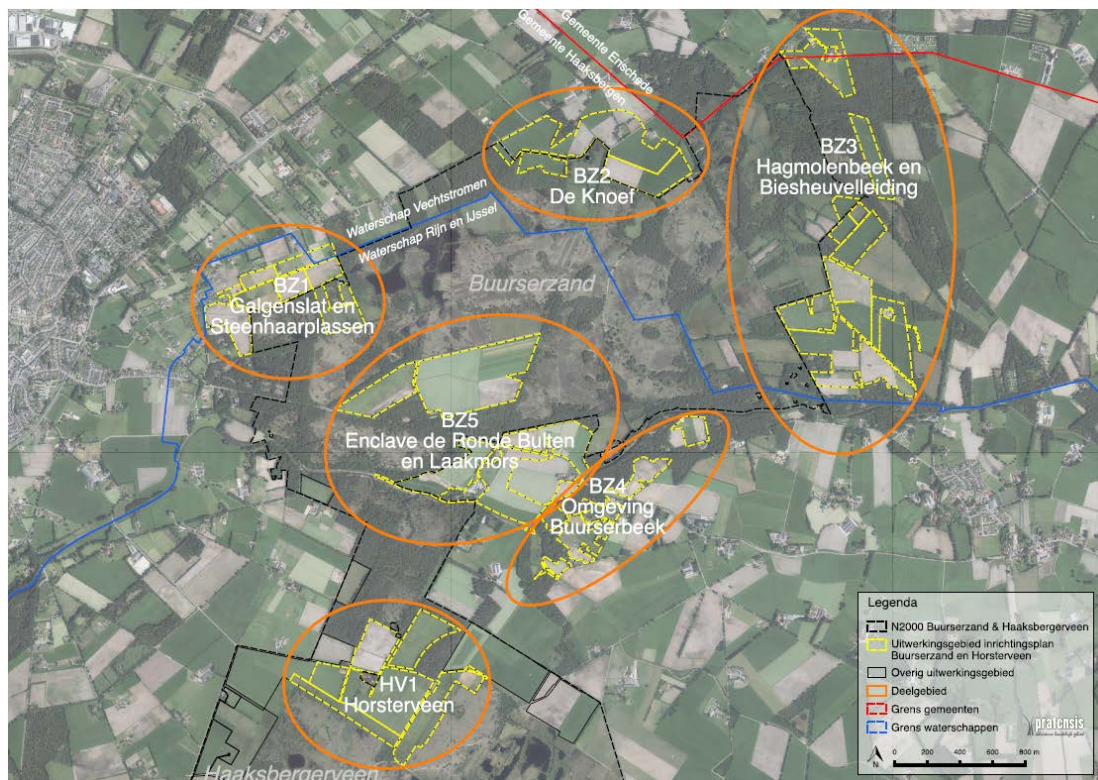 Gemeente Enschede
Gemeente Haaksbergen
BZ3
Hagmolenbeek en
Biesheuvelleiding
BZ2
De Knoef
Waterschap Vechtstromen
Waterschap Rijn en IJssel
BZ1
Galgenslat en
Steenhaarplassen
Buurserzand
BZ5
Enclave de Ronde Bulten
en Laakmors
BZ4
Omgeving
Buurserbeek
HV1
Horsterveen
Haaksbergerveen
Legenda
N2000 Buurserzand & Haaksbergerveen
Uitwerkingsgebied inrichtingsplan
Buurserzand en Horsterveen
Overig uitwerkingsgebied
Deelgebied
Grens gemeenten
Grens waterschappen
pratensis
N
0 200 400 600 800 m